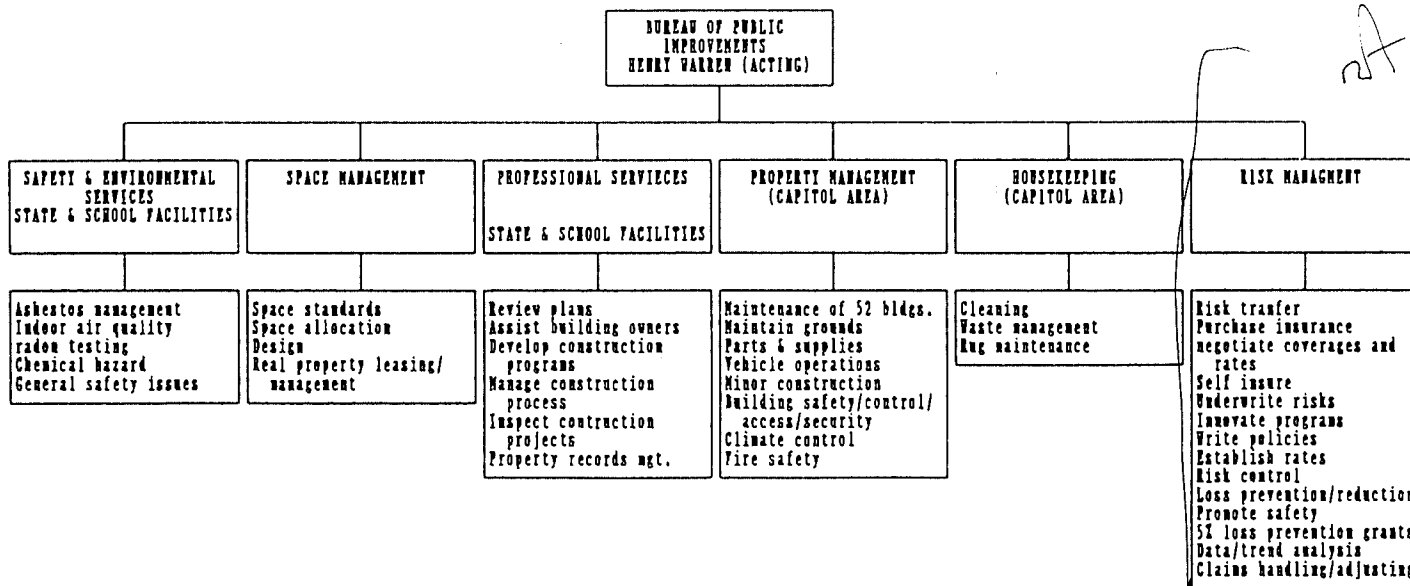 BUREAU OF PUBLIC
IMPROVEMENTS
HENRY WARREN (ACTING)
SAFETY & ENVIRONMENTAL
SERVICES
STATE & SCHOOL FACILITIES
SPACE MANAGEMENT
PROFESSIONAL SERVIECES
STATE & SCHOOL FACILITIES
PROPERTY MANAGEMENT
(CAPITOL AREA)
HOUSEKEEPING
(CAPITOL AREA)
RISK MANAGMENT
Asbestos management
Indoor air quality
radon testing
Chemical hazard
General safety issues
Space standards
Space allocation
Design
Real property leasing/
management
Review plans
Assist building owners
Develop construction
programs
Manage construction
process
Inspect contruction
projects
Property records mgt.
Maintenance of 52 bldgs.
Maintain grounds
Parts & supplies
Vehicle operations
Minor construction
Building safety/control/
access/security
Climate control
Fire safety
Cleaning
Waste management
Rug maintenance
Risk tranfer
Purchase insurance
negotiate coverages and
rates
Self insure
Underwrite risks
Innovate programs
Write policies
Establish rates
Risk control
Loss prevention/reduction
Promote safety
5% loss prevention grants
Data/trend analysis
Claims handling/adjusting